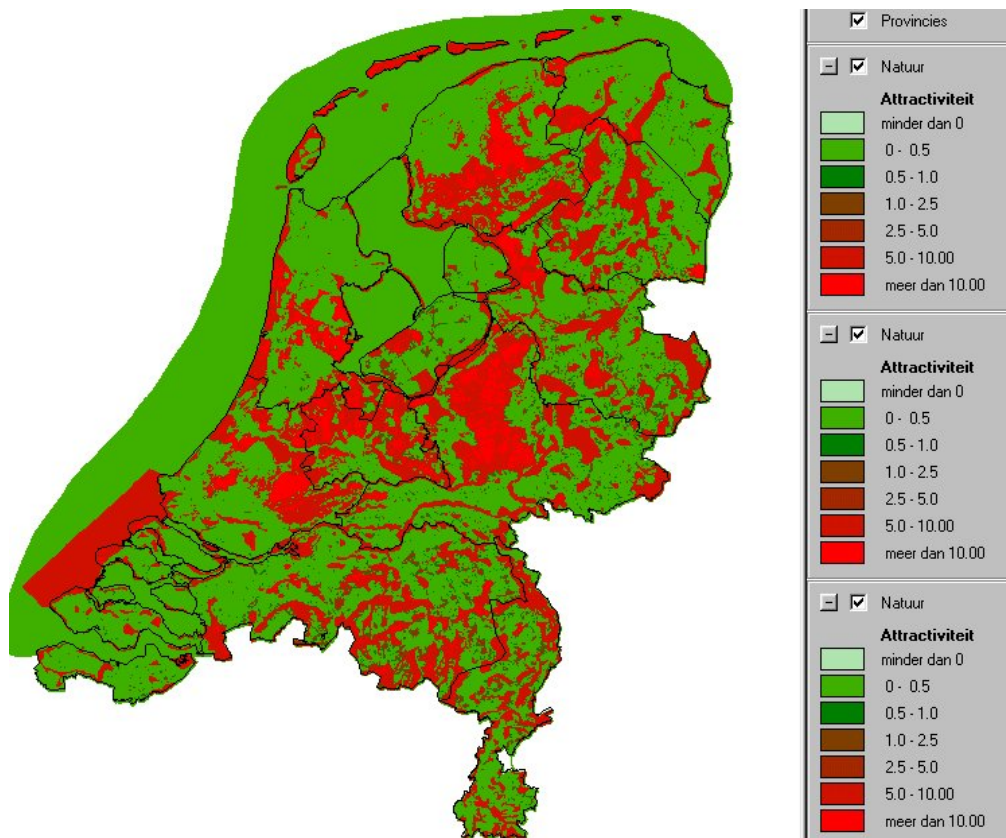 Provincies
Natuur
Attractiviteit
minder dan 0
0 - 0.5
0.5 - 1.0
1.0 - 2.5
2.5 - 5.0
5.0 - 10.00
meer dan 10.00
Natuur
Attractiviteit
minder dan 0
0 - 0.5
0.5 - 1.0
1.0 - 2.5
2.5 - 5.0
5.0 - 10.00
meer dan 10.00
Natuur
Attractiviteit
minder dan 0
0 - 0.5
0.5 - 1.0
1.0 - 2.5
2.5 - 5.0
5.0 - 10.00
meer dan 10.00